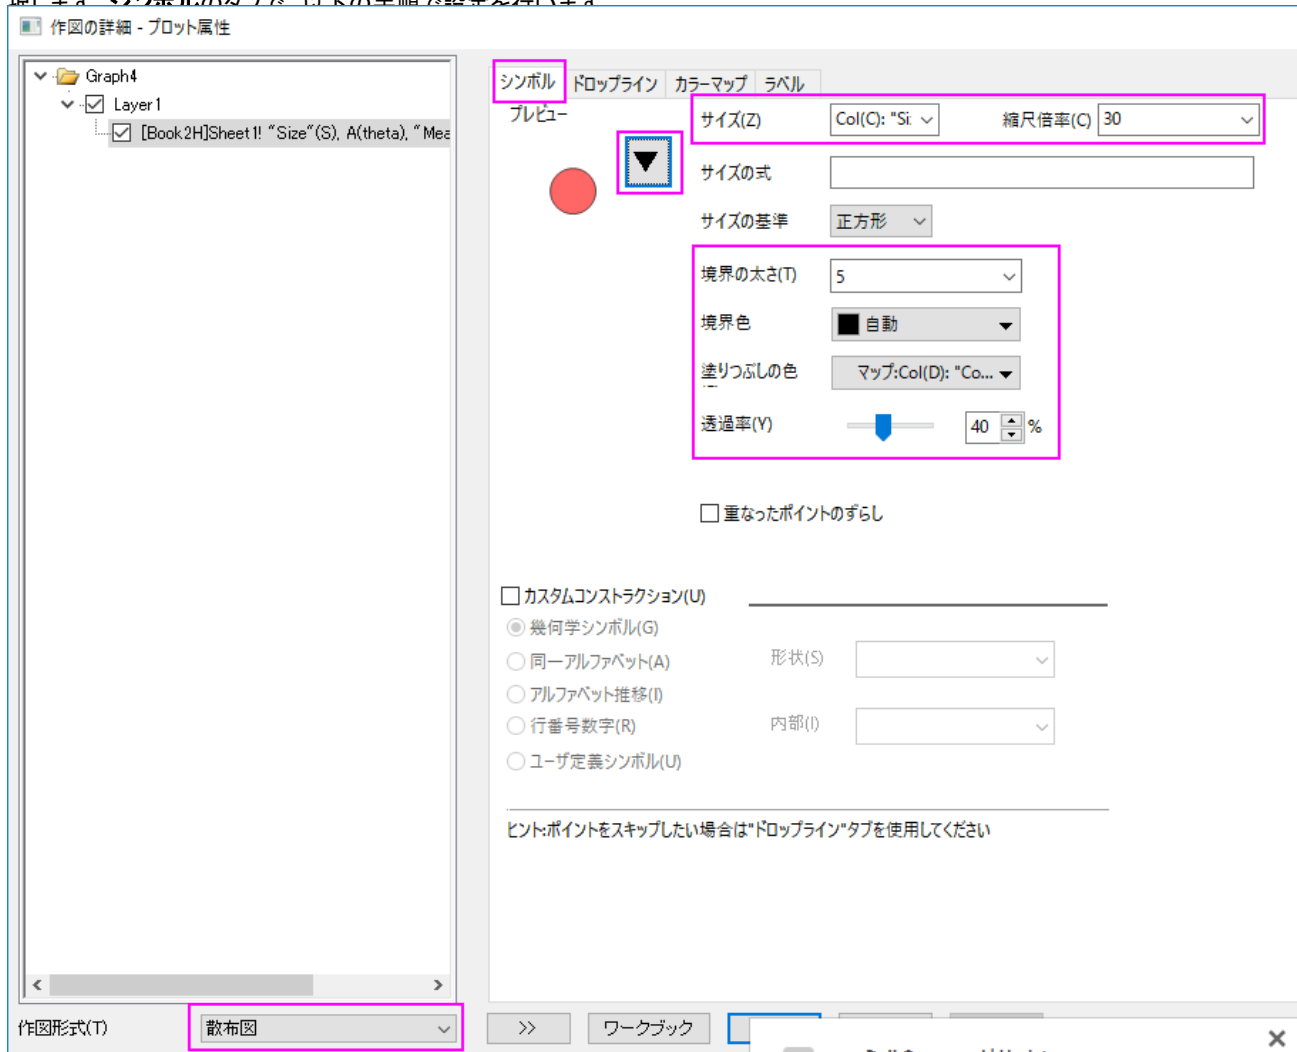 作図の詳細 - プロット属性
Graph4
Layer1
[Book2H]Sheet1! "Size"(S), A(theta), "Mea
シンボル ドロップライン カラーマップ ラベル
プレビュー
サイズ(Z) Col(C): "Si: 縮尺倍率(C) 30
サイズの式
サイズの基準 正方形
境界の太さ(T) 5
境界色 自動
塗りつぶしの色 マップ:Col(D): "Co...
透過率(Y) 40 %
重なったポイントのずらし
カスタムコンストラクション(U)
幾何学シンボル(G)
同一アルファベット(A) 形状(S)
アルファベット推移(I)
行番号数字(R) 内部(I)
ユーザ定義シンボル(U)
ヒント:ポイントをスキップしたい場合は"ドロップライン"タブを使用してください
作図形式(T) 散布図 >> ワークブック